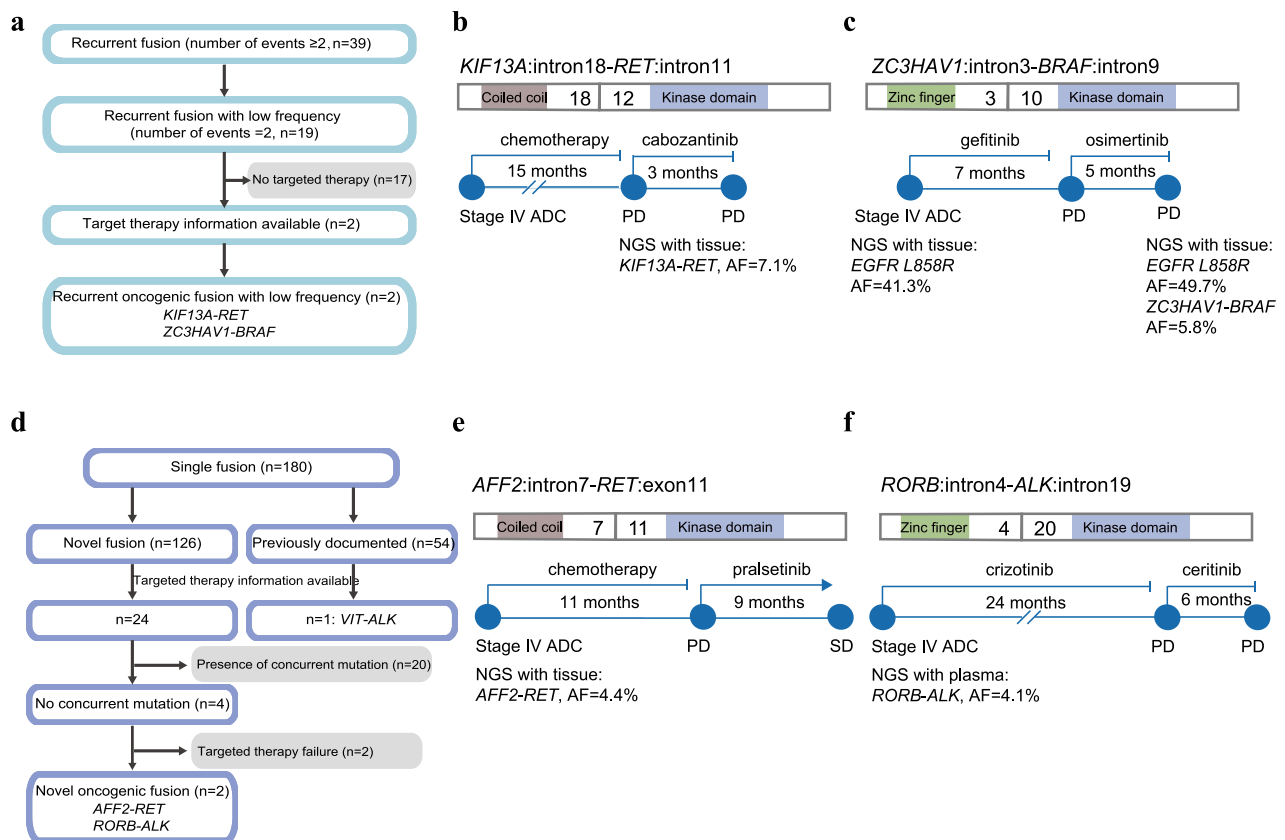 a
Recurrent fusion (number of events ≥2, n=39)
Recurrent fusion with low frequency
(number of events =2, n=19)
No targeted therapy (n=17)
Target therapy information available (n=2)
Recurrent oncogenic fusion with low frequency (n=2)
KIF13A-RET
ZC3HAV1-BRAF
b
KIF13A:intron18-RET:intron11
Coiled coil 18 12 Kinase domain
chemotherapy cabozantinib
15 months 3 months
Stage IV ADC PD PD
NGS with tissue:
KIF13A-RET, AF=7.1%
c
ZC3HAV1:intron3-BRAF:intron9
Zinc finger 3 10 Kinase domain
gefitinib osimertinib
7 months 5 months
Stage IV ADC PD PD
NGS with tissue:
EGFR L858R
AF=41.3%
NGS with tissue:
EGFR L858R
AF=49.7%
ZC3HAV1-BRAF
AF=5.8%
d
Single fusion (n=180)
Novel fusion (n=126) Previously documented (n=54)
Targeted therapy information available
n=24 n=1: VIT-ALK
Presence of concurrent mutation (n=20)
No concurrent mutation (n=4)
Targeted therapy failure (n=2)
Novel oncogenic fusion (n=2)
AFF2-RET
RORB-ALK
e
AFF2:intron7-RET:exon11
Coiled coil 7 11 Kinase domain
chemotherapy pralsetinib
11 months 9 months
Stage IV ADC PD SD
NGS with tissue:
AFF2-RET, AF=4.4%
f
RORB:intron4-ALK:intron19
Zinc finger 4 20 Kinase domain
crizotinib ceritinib
24 months 6 months
Stage IV ADC PD PD
NGS with plasma:
RORB-ALK, AF=4.1%